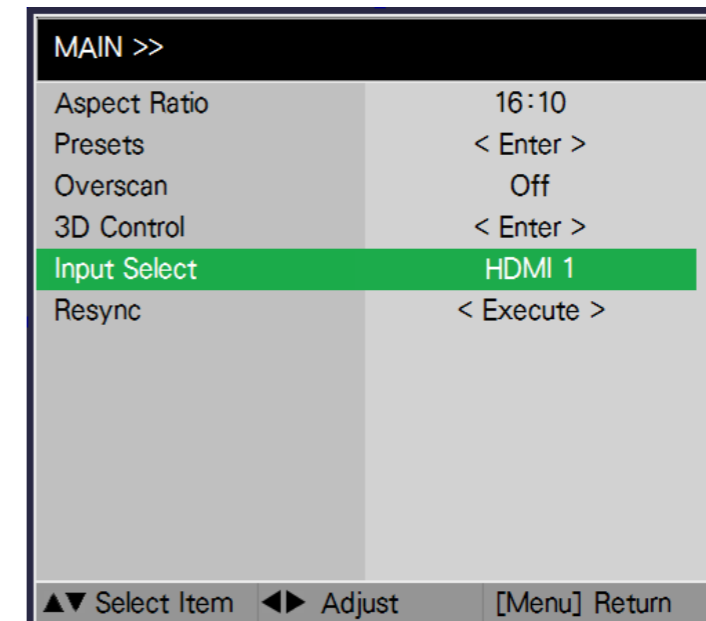 MAIN >>
Aspect Ratio 16:10
Presets < Enter >
Overscan Off
3D Control < Enter >
Input Select HDMI 1
Resync < Execute >
▲▼ Select Item ◀▶ Adjust [Menu] Return